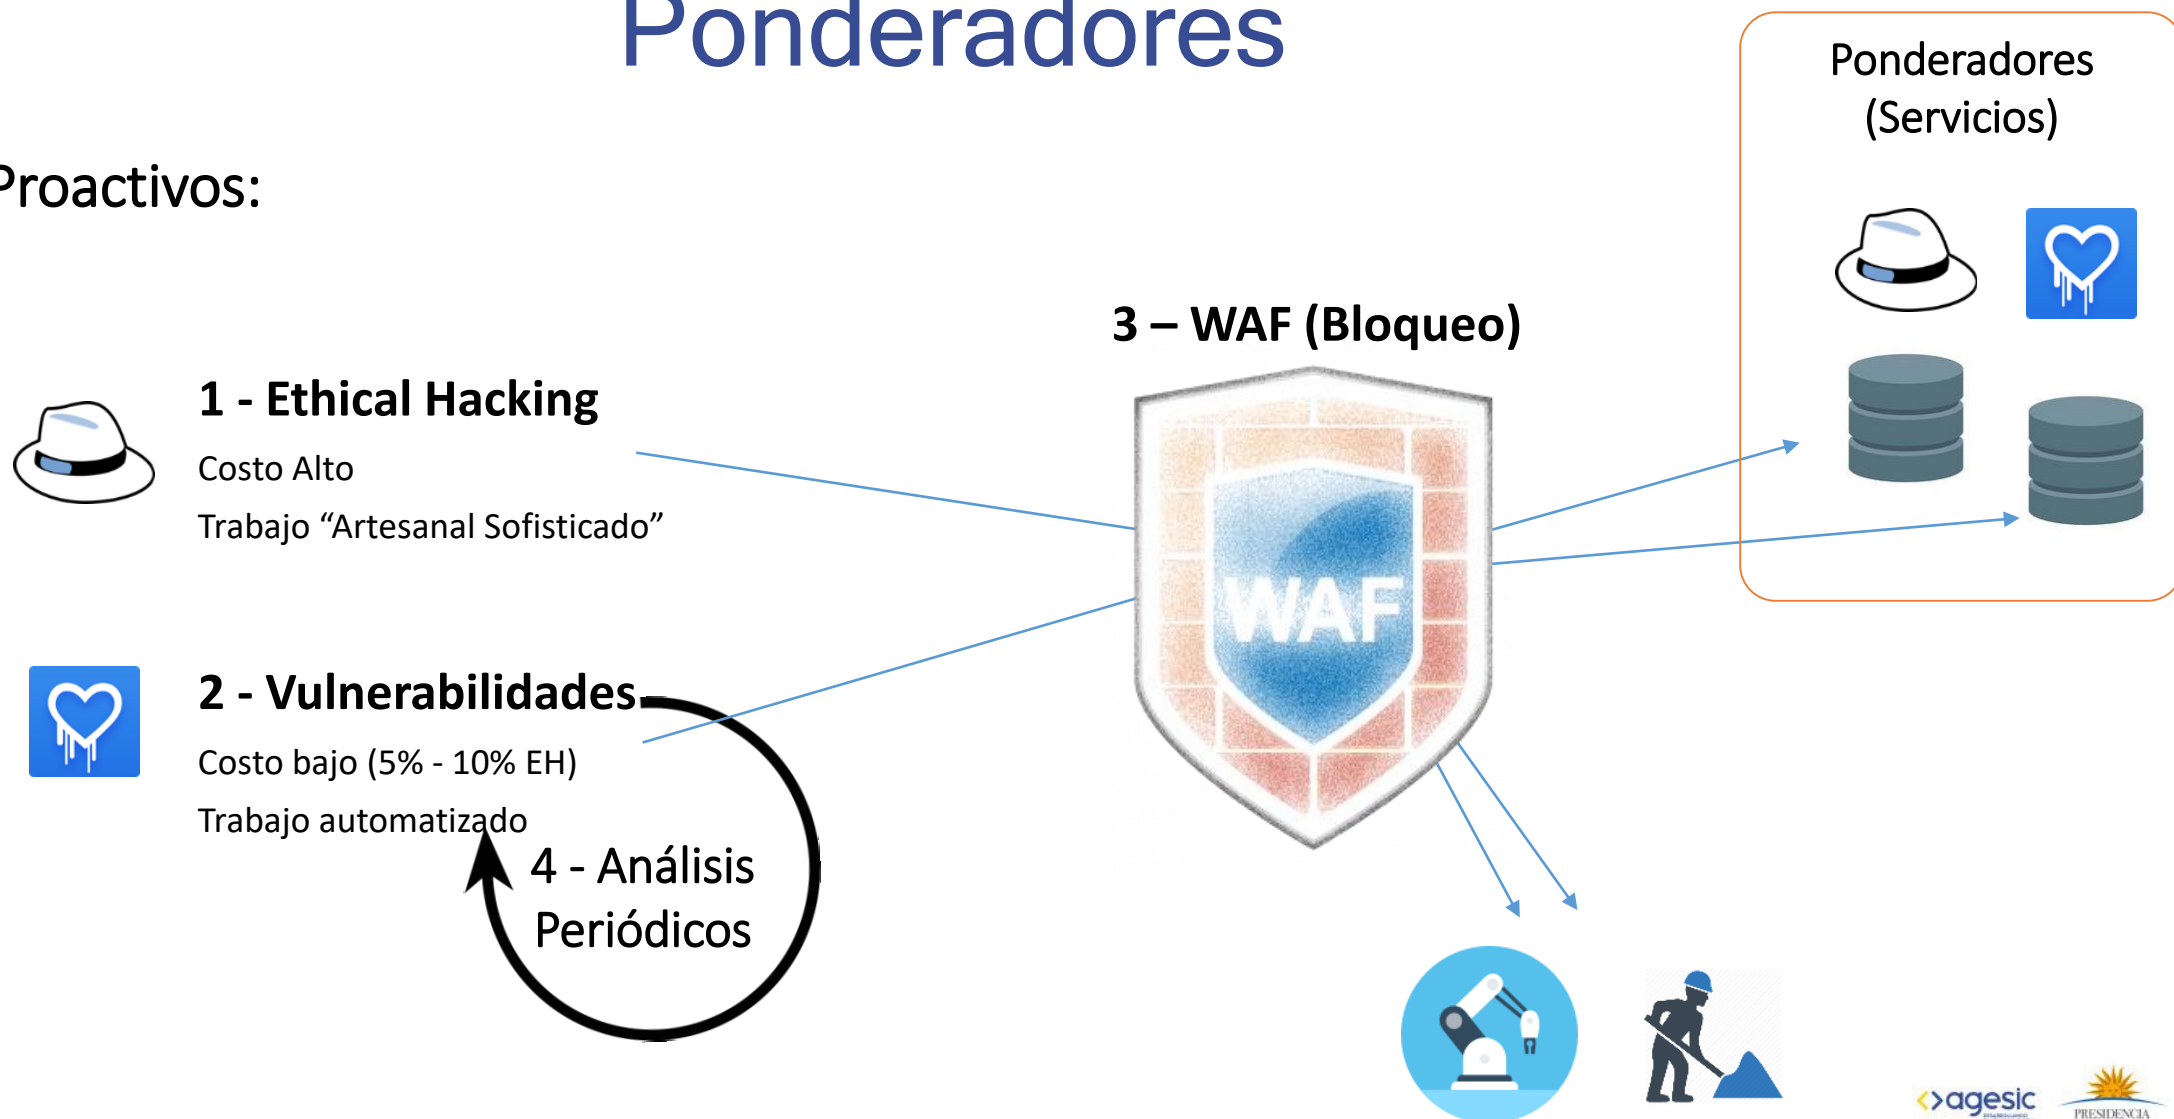 Ponderadores
Proactivos:
1 - Ethical Hacking
Costo Alto
Trabajo “Artesanal Sofisticado”
2 - Vulnerabilidades
Costo bajo (5% - 10% EH)
Trabajo automatizado
4 - Análisis
Periódicos
3 – WAF (Bloqueo)
WAF
Ponderadores
(Servicios)
agesic
PRESIDENCIA